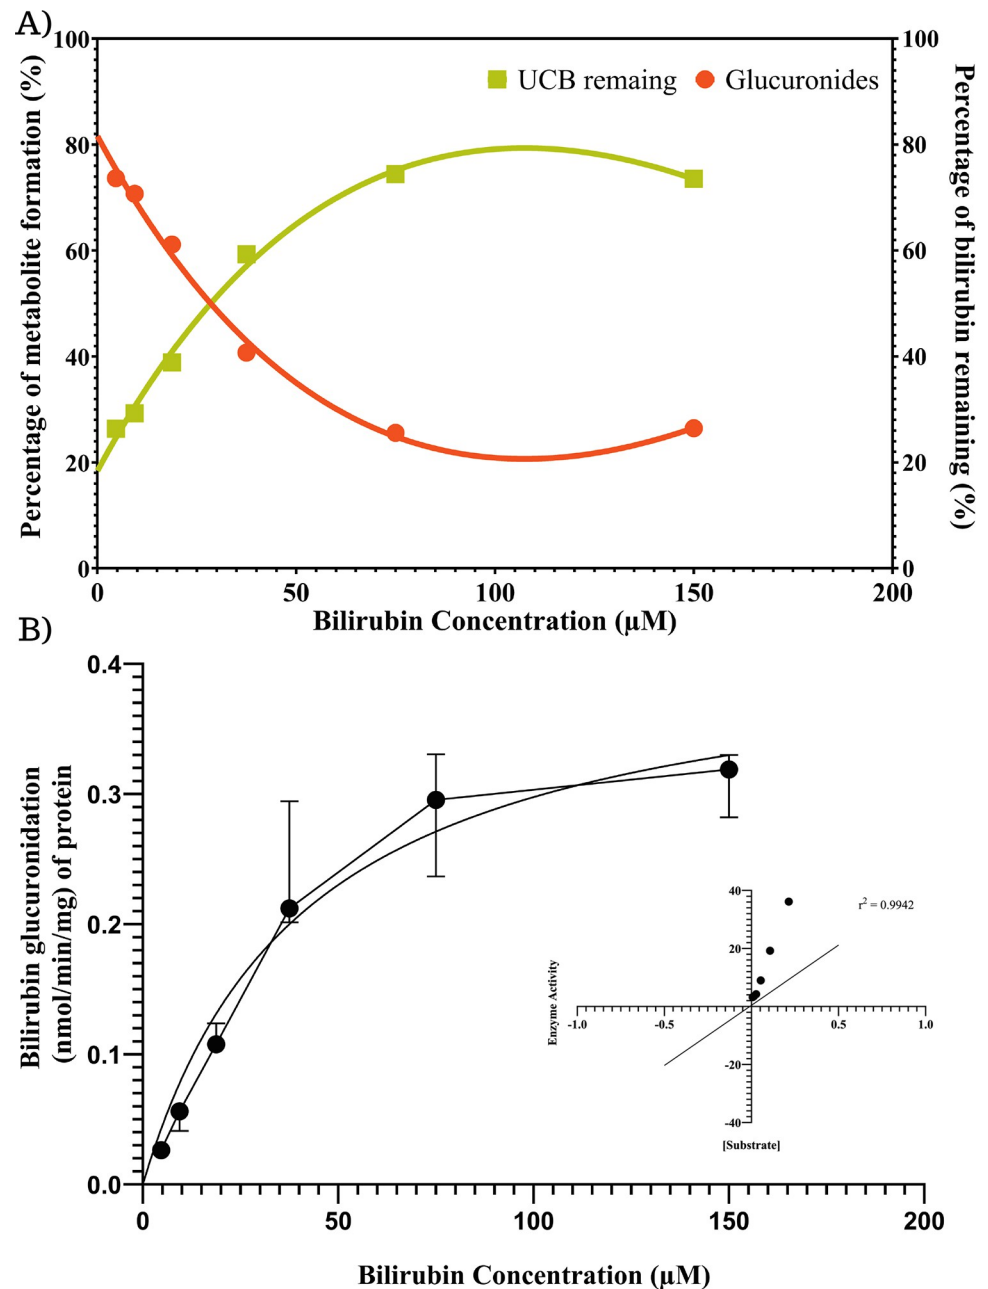 A)
100
80
60
40
20
0
Percentage of metabolite formation (%)
UCB remaing Glucuronides
100
80
60
40
20
0
Percentage of bilirubin remaining (%)
0 50 100 150 200
Bilirubin Concentration (µM)
B)
0.4
0.3
0.2
0.1
0.0
Bilirubin glucuronidation
(nmol/min/mg) of protein
40
20
-20
-40
r2 = 0.9942
Enzyme Activity
-1.0 -0.5 0.5 1.0
[Substrate]
0 50 100 150 200
Bilirubin Concentration (µM)